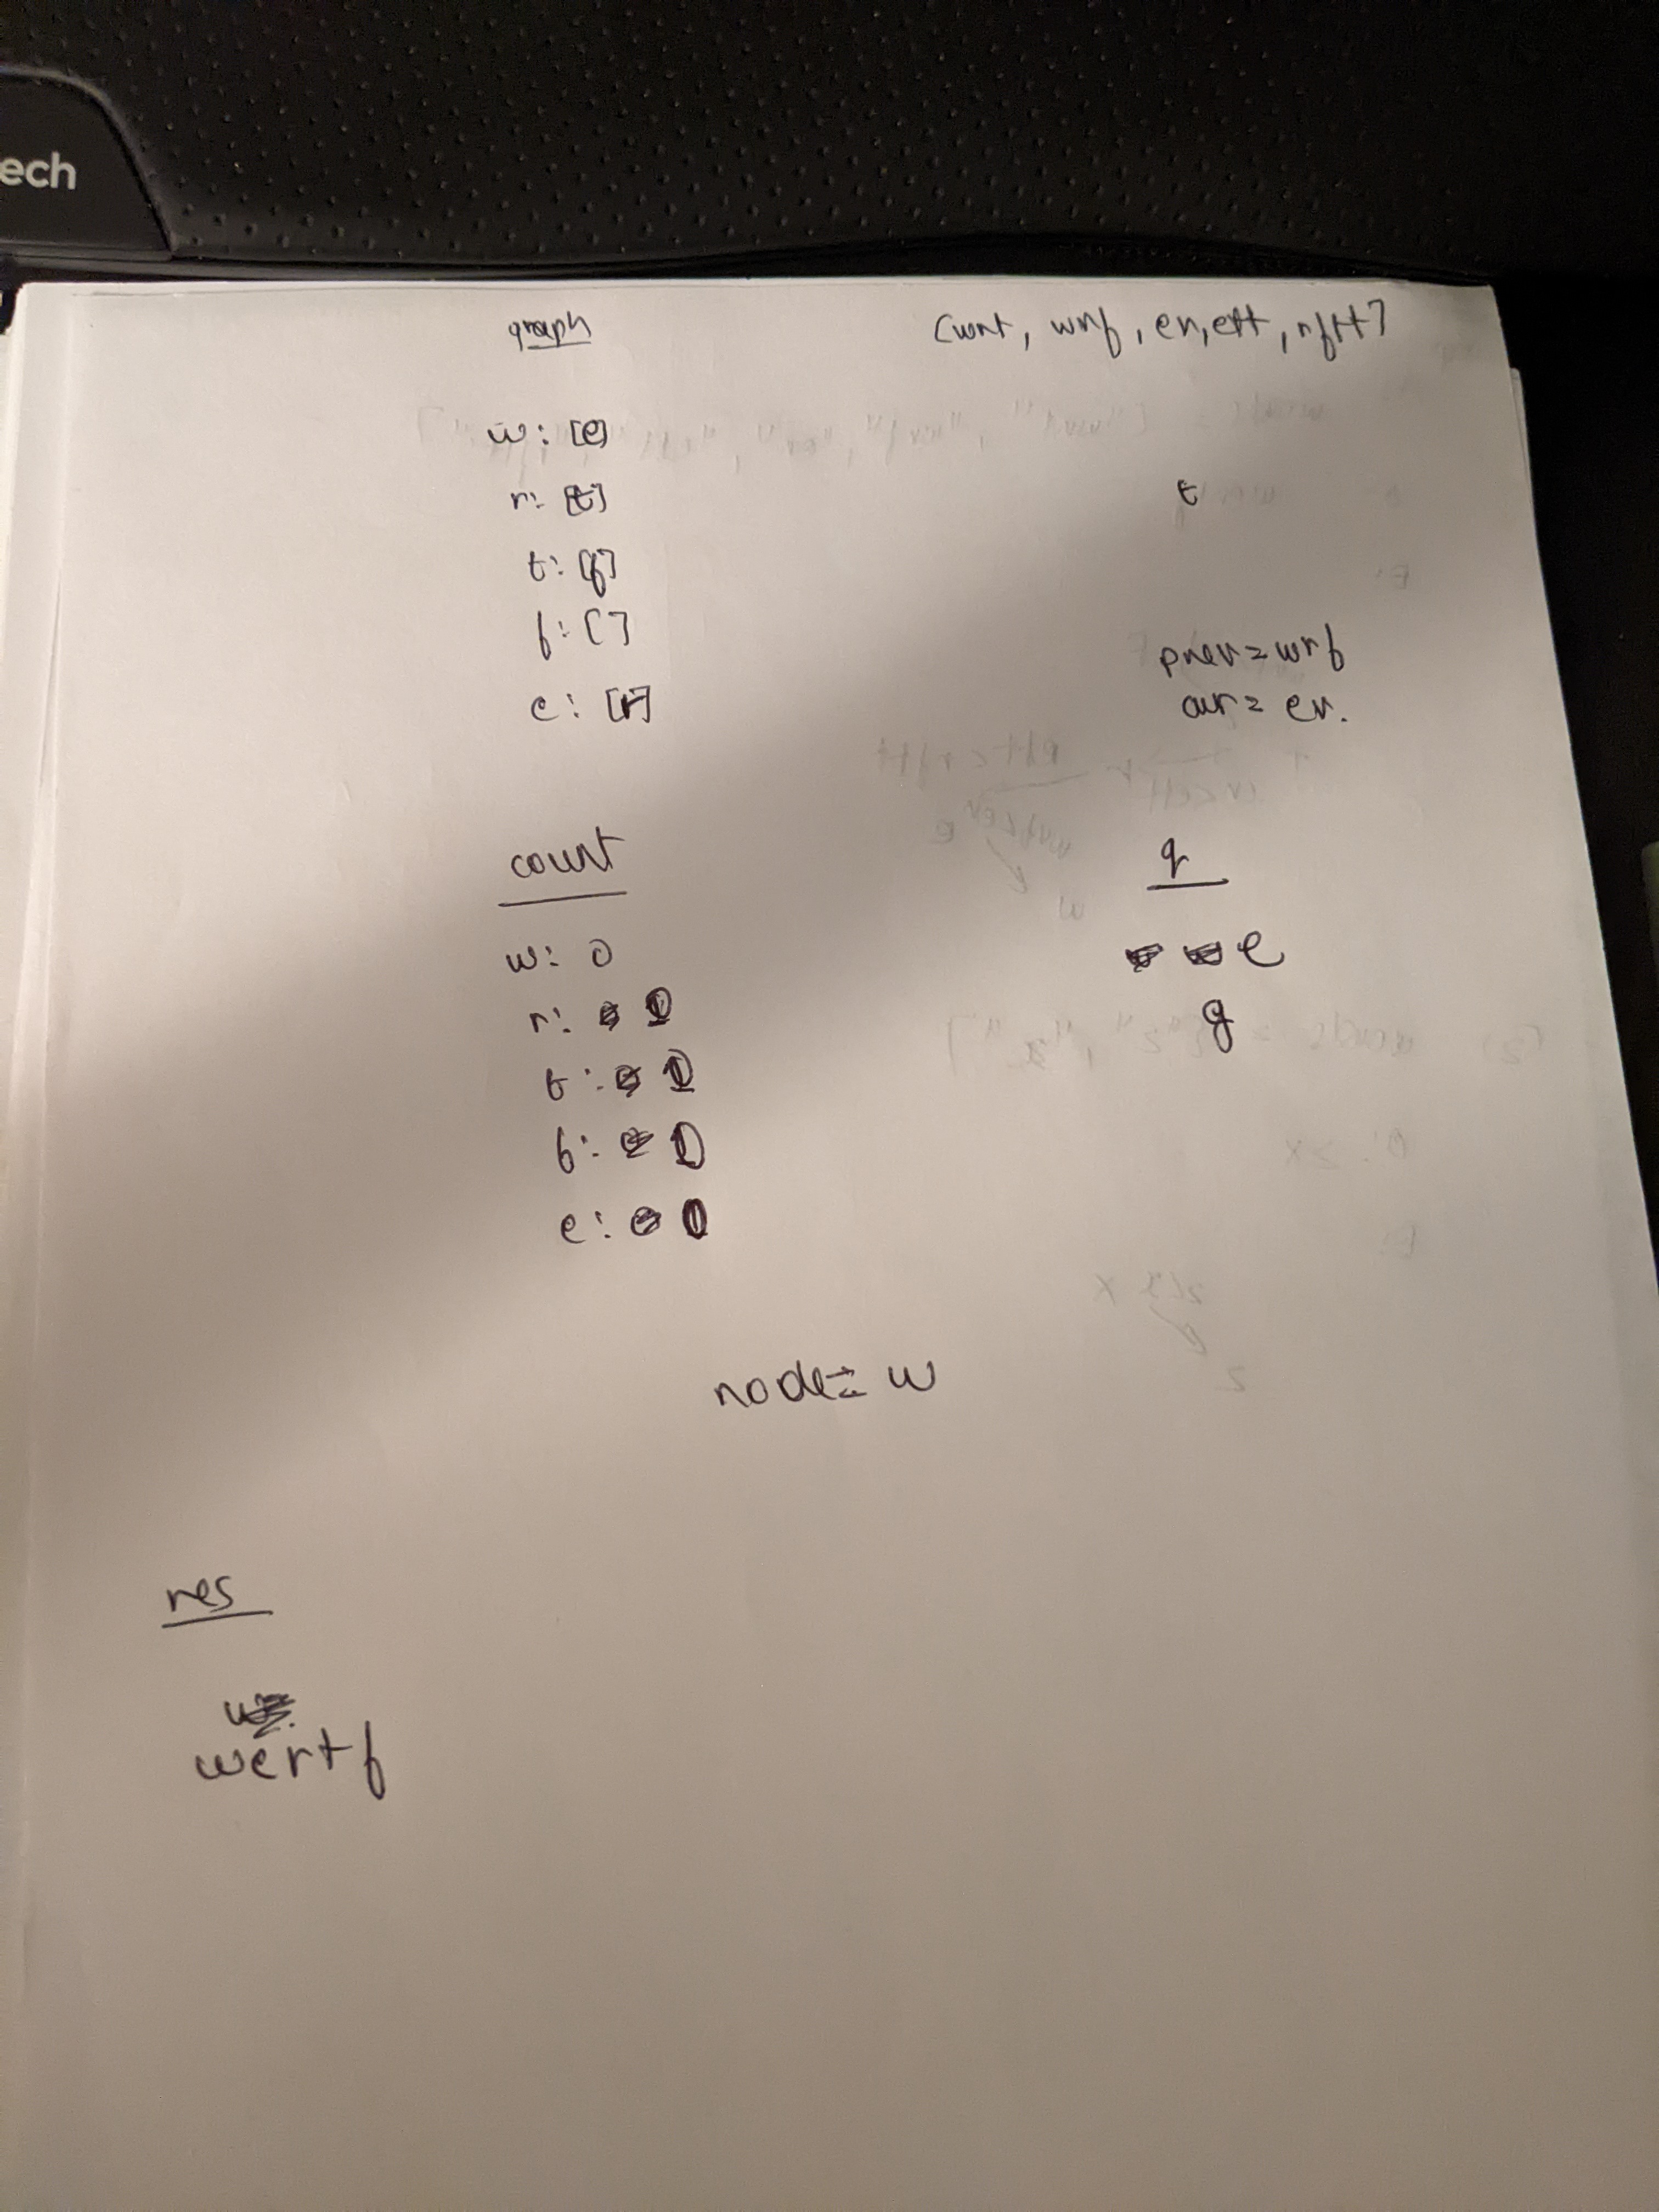 ech
graph
[wrt, wrf, er, ett, rftt]
w: [e]
r: [t]
t
t: [f]
f: []
prev = wrf
e: [r]
cur = er.
count
q
w: 0
e
r: 1
g
t: 1
f: 1
e: 1
node = w
res
wertf